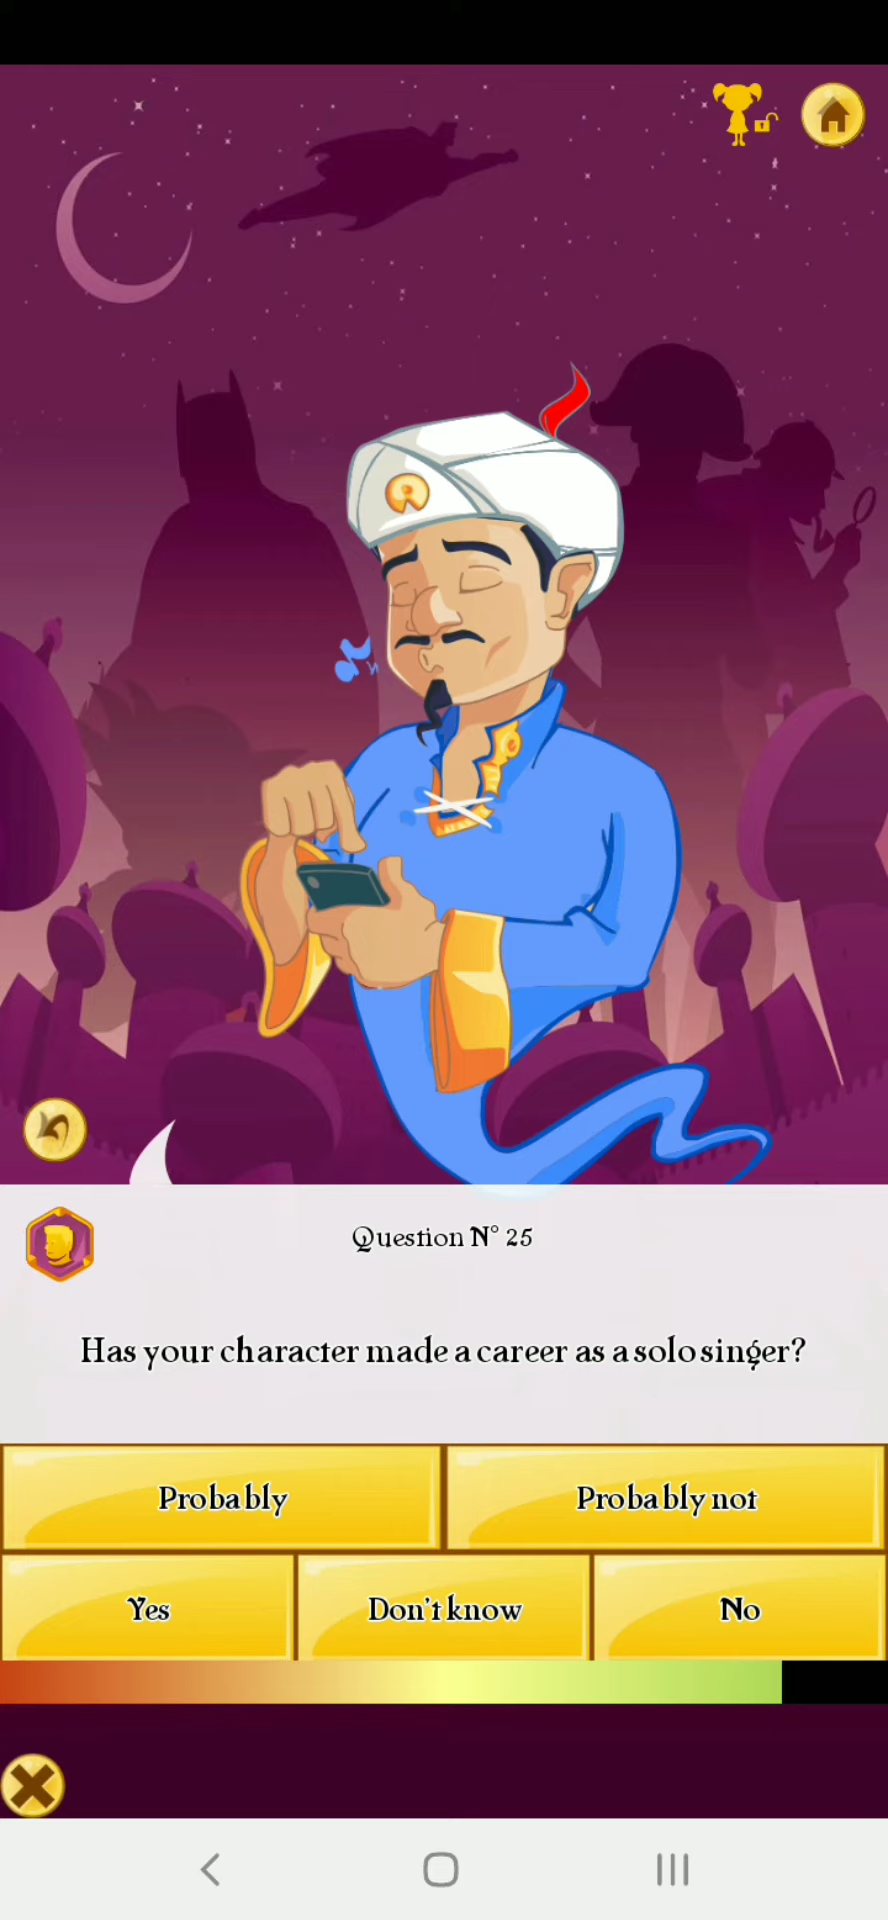 Question N° 25
Has your character made a career as a solo singer?
Probably
Probably not
Yes
Don't know
No